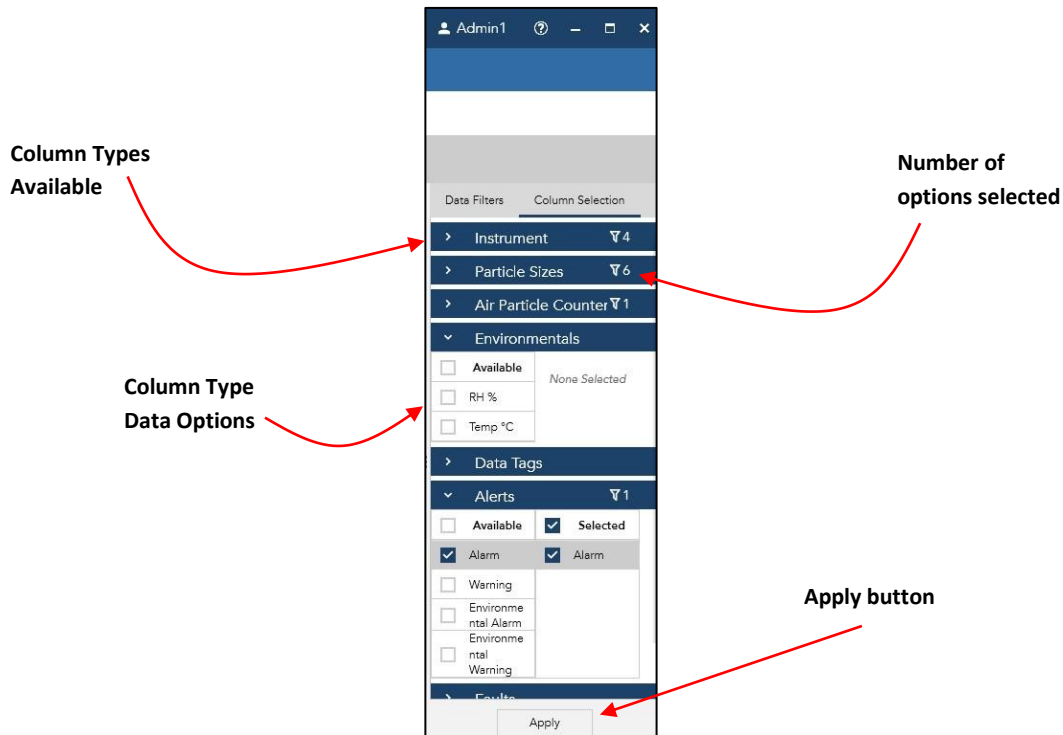 Admin1
Column Types
Available
Number of
options selected
Data Filters Column Selection
Instrument 4
Particle Sizes 6
Air Particle Counter 1
Environmentals
Available
None Selected
RH %
Temp °C
Column Type
Data Options
Data Tags
Alerts 1
Available Selected
Alarm Alarm
Warning
Environme
ntal Alarm
Environme
ntal
Warning
Apply button
Faults
Apply